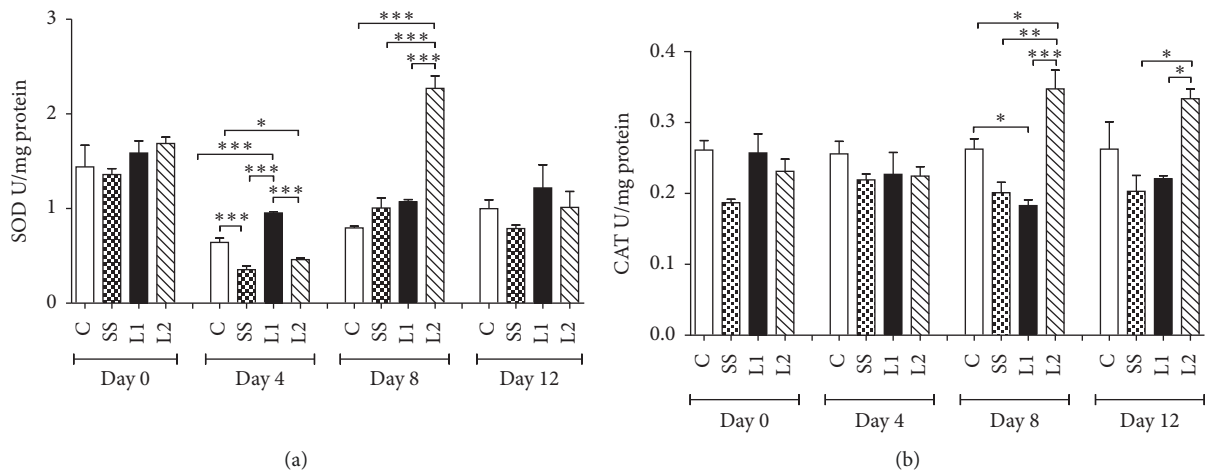 3
2
1
0
SOD U/mg protein
***
***
***
*
***
***
***
***
C
SS
L1
L2
C
SS
L1
L2
C
SS
L1
L2
C
SS
L1
L2
Day 0
Day 4
Day 8
Day 12
(a)
0.4
0.3
0.2
0.1
0.0
CAT U/mg protein
*
**
***
*
*
*
C
SS
L1
L2
C
SS
L1
L2
C
SS
L1
L2
C
SS
L1
L2
Day 0
Day 4
Day 8
Day 12
(b)